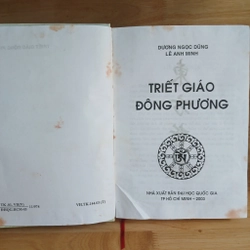 DƯƠNG NGỌC DŨNG
LÊ ANH MINH
TRIẾT GIÁO
ĐÔNG PHƯƠNG
NHÀ XUẤT BẢN ĐẠI HỌC QUỐC GIA
TP HỒ CHÍ MINH - 2003